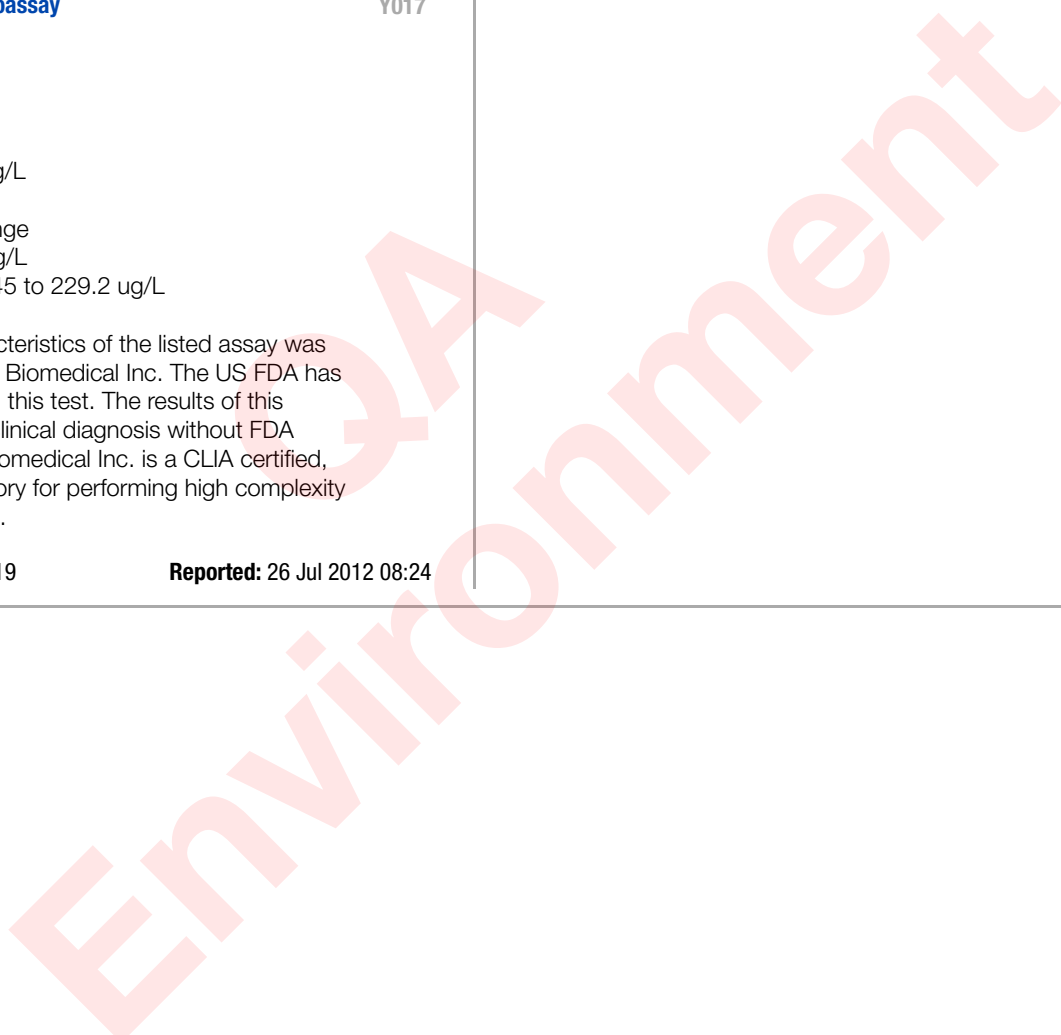 passay Y017
g/L
nge
g/L
45 to 229.2 ug/L
cteristics of the listed assay was
Biomedical Inc. The US FDA has
this test. The results of this
linical diagnosis without FDA
omedical Inc. is a CLIA certified,
ory for performing high complexity
.
19 Reported: 26 Jul 2012 08:24
QA
Environment